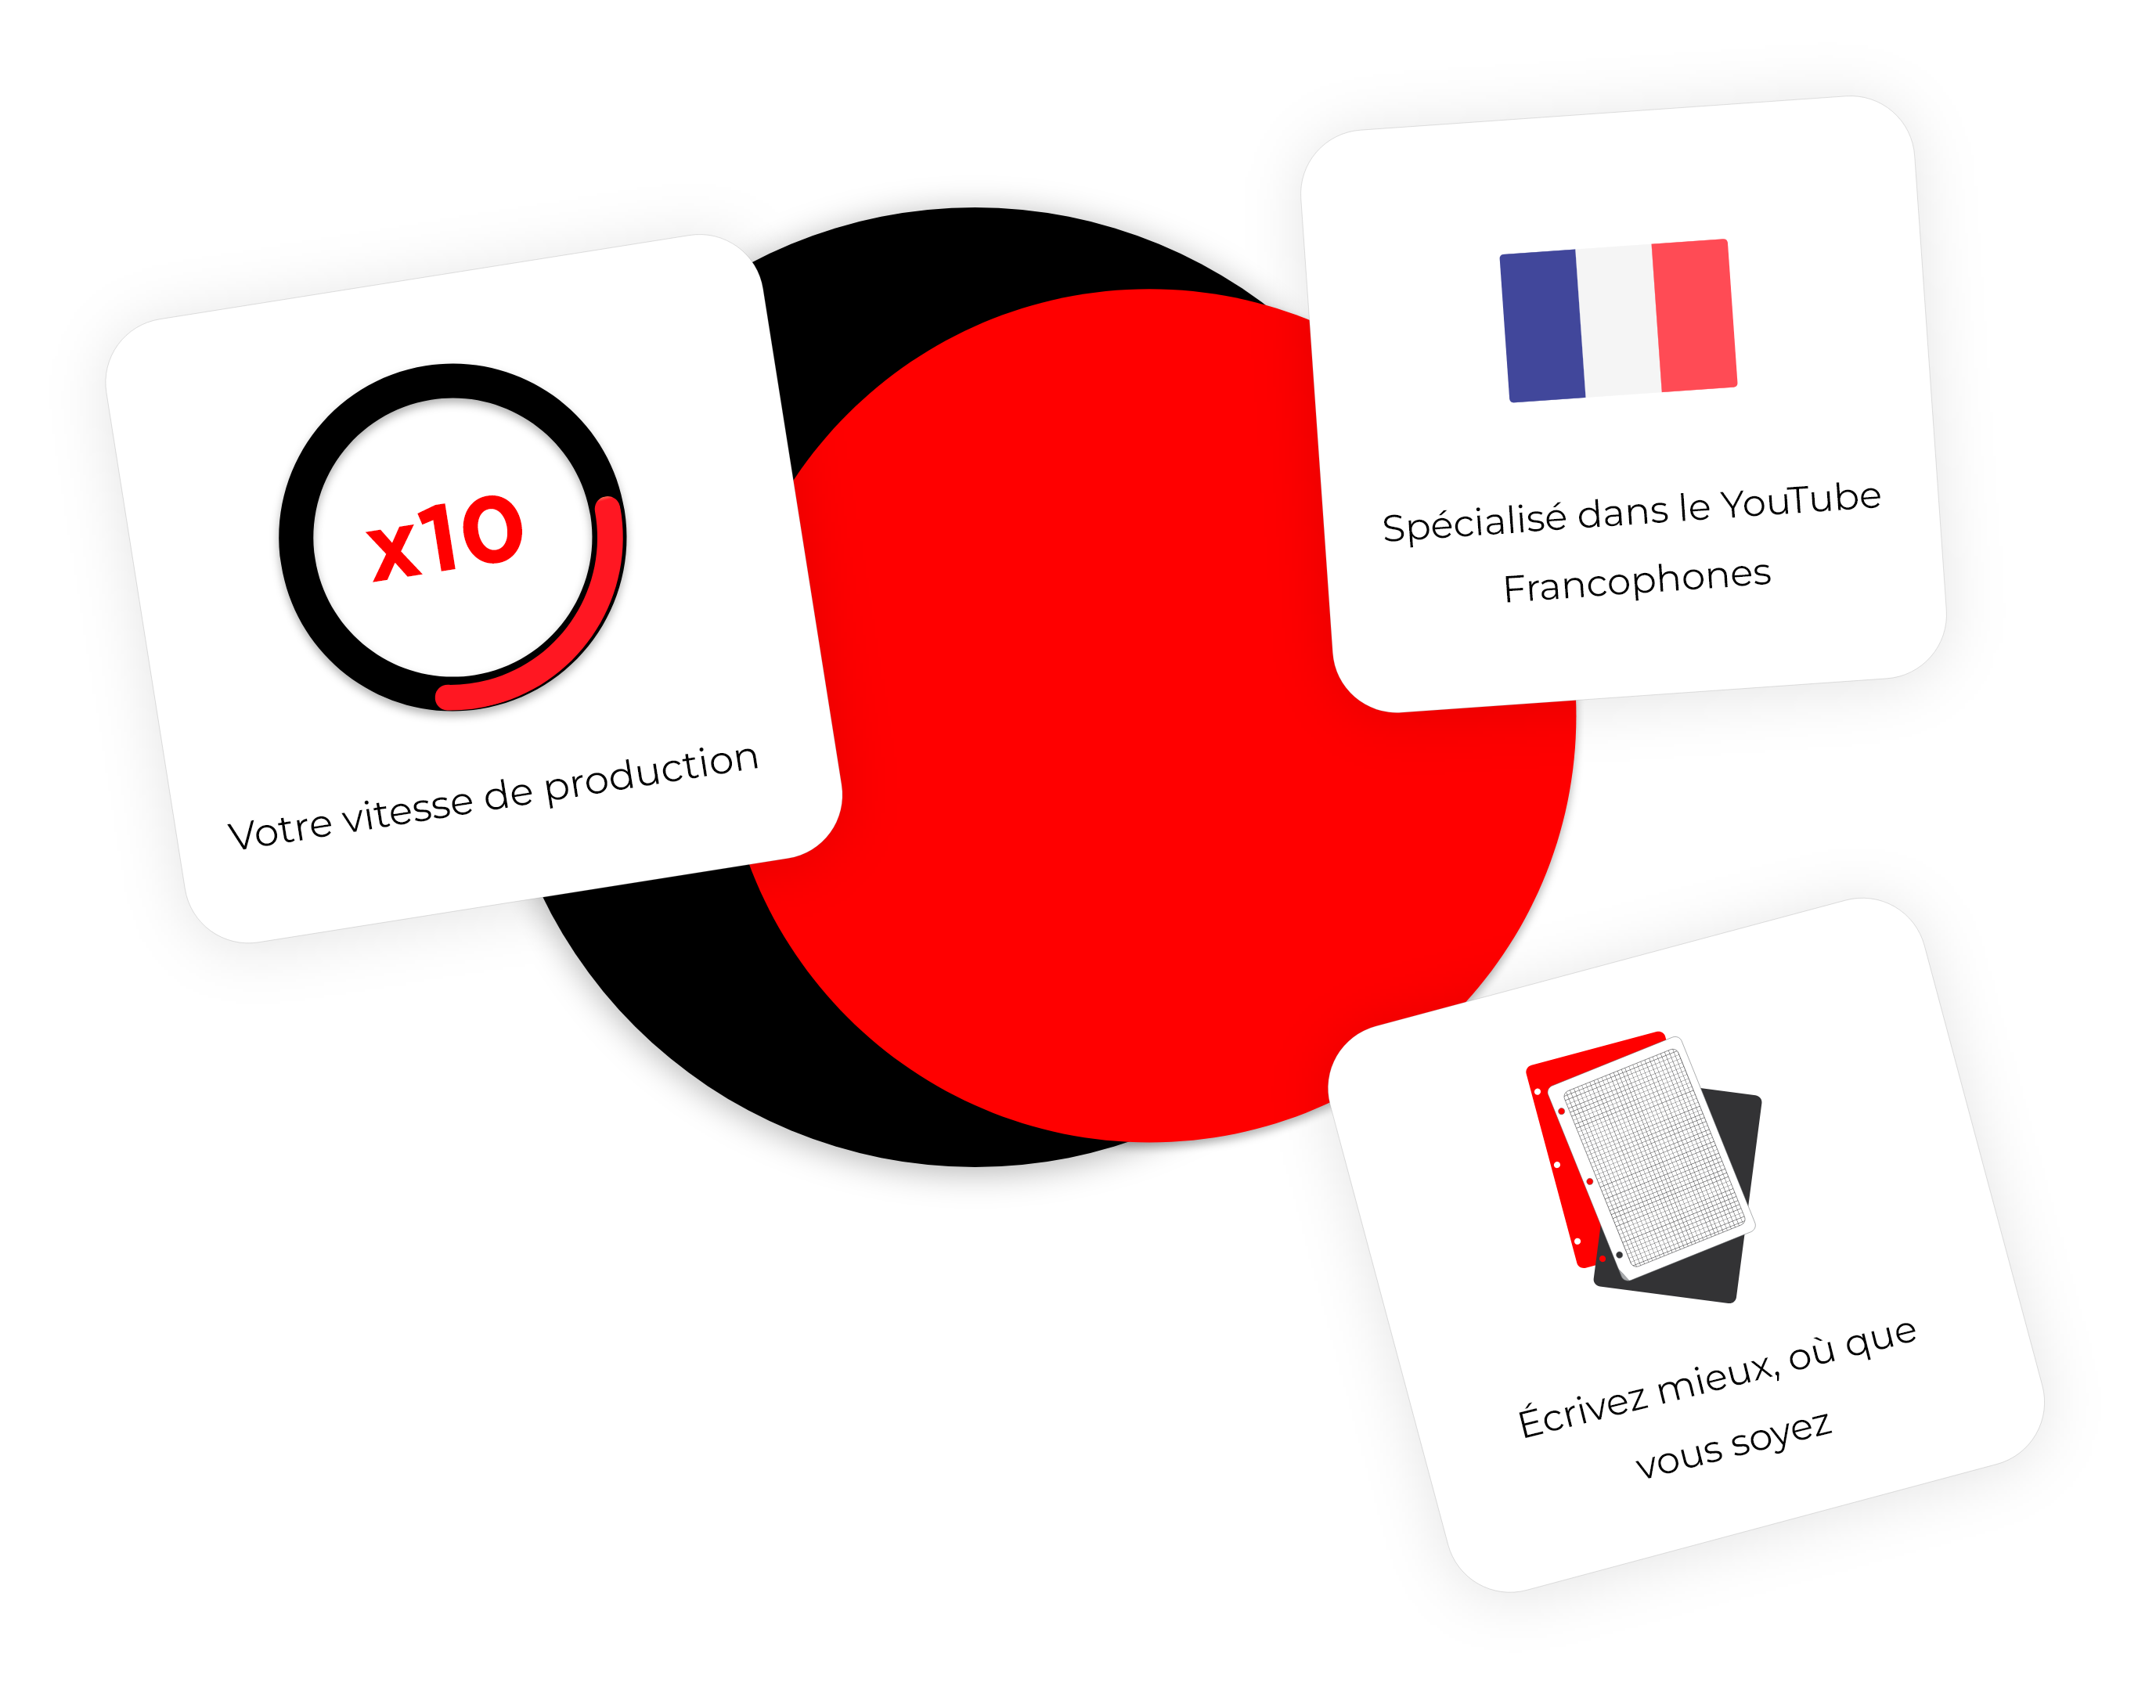 x10
Votre vitesse de production
Spécialisé dans le YouTube
Francophones
Écrivez mieux, où que
vous soyez